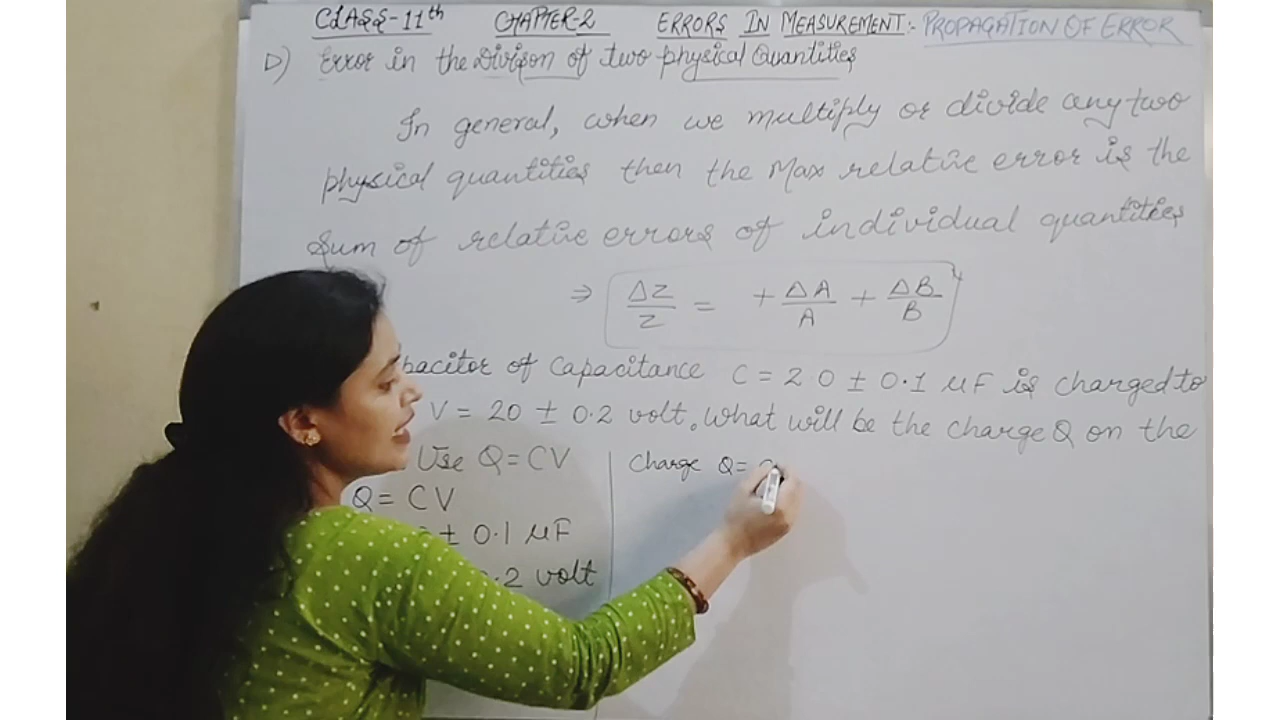 CLASS-11th CHAPTER-2 ERRORS IN MEASUREMENT:- PROPAGATION OF ERROR
D) Error in the Divison of two physical Quantities
In general, when we multiply or divide any two
physical quantities then the Max relative error is the
Sum of relative errors of individual quantities
⇒ ΔZ/Z = + ΔA/A + ΔB/B
of Capacitance C = 2.0 ± 0.1 μF is charged to
V = 20 ± 0.2 volt. What will be the charge Q on the
Use Q = CV
Q = CV
± 0.1 μF
.2 volt
Charge Q =